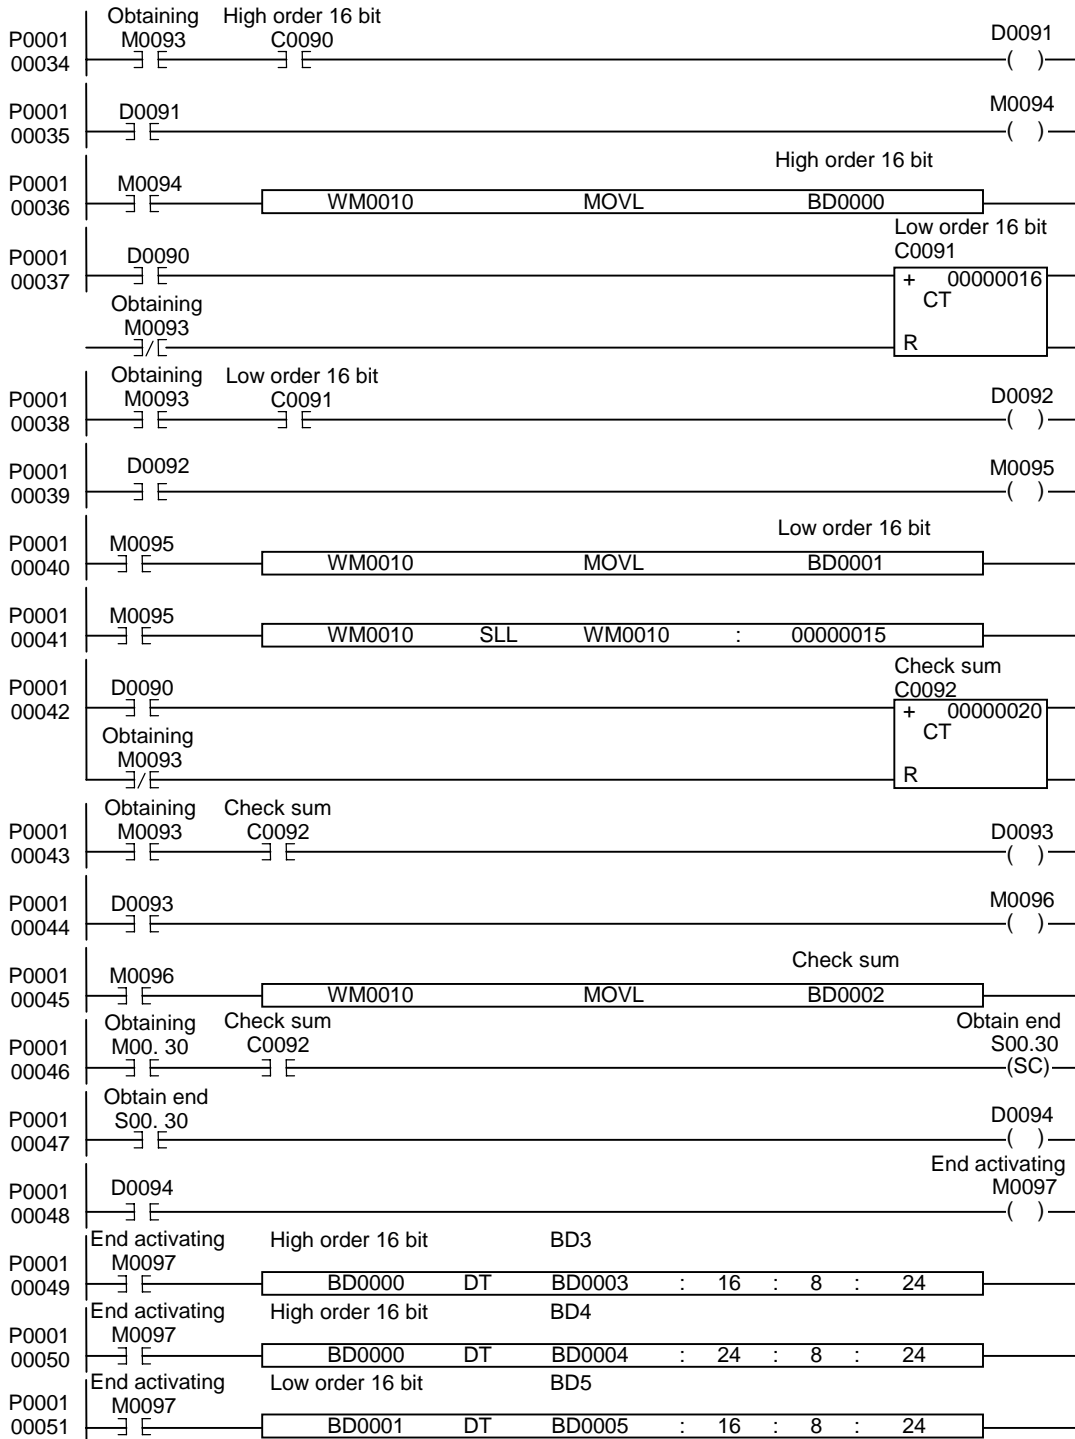 Obtaining High order 16 bit
P0001 M0093 C0090 D0091
00034 ( )
P0001 D0091 M0094
00035 ( )
High order 16 bit
P0001 M0094
00036 WM0010 MOVL BD0000
Low order 16 bit
P0001 D0090 C0091
00037 + 00000016
Obtaining CT
M0093 R
Obtaining Low order 16 bit
P0001 M0093 C0091 D0092
00038 ( )
P0001 D0092 M0095
00039 ( )
Low order 16 bit
P0001 M0095
00040 WM0010 MOVL BD0001
P0001 M0095
00041 WM0010 SLL WM0010 : 00000015
Check sum
P0001 D0090 C0092
00042 + 00000020
Obtaining CT
M0093 R
Obtaining Check sum
P0001 M0093 C0092 D0093
00043 ( )
P0001 D0093 M0096
00044 ( )
Check sum
P0001 M0096
00045 WM0010 MOVL BD0002
Obtaining Check sum Obtain end
P0001 M00. 30 C0092 S00.30
00046 (SC)
Obtain end
P0001 S00. 30 D0094
00047 ( )
End activating
P0001 D0094 M0097
00048 ( )
End activating High order 16 bit BD3
P0001 M0097
00049 BD0000 DT BD0003 : 16 : 8 : 24
End activating High order 16 bit BD4
P0001 M0097
00050 BD0000 DT BD0004 : 24 : 8 : 24
End activating Low order 16 bit BD5
P0001 M0097
00051 BD0001 DT BD0005 : 16 : 8 : 24